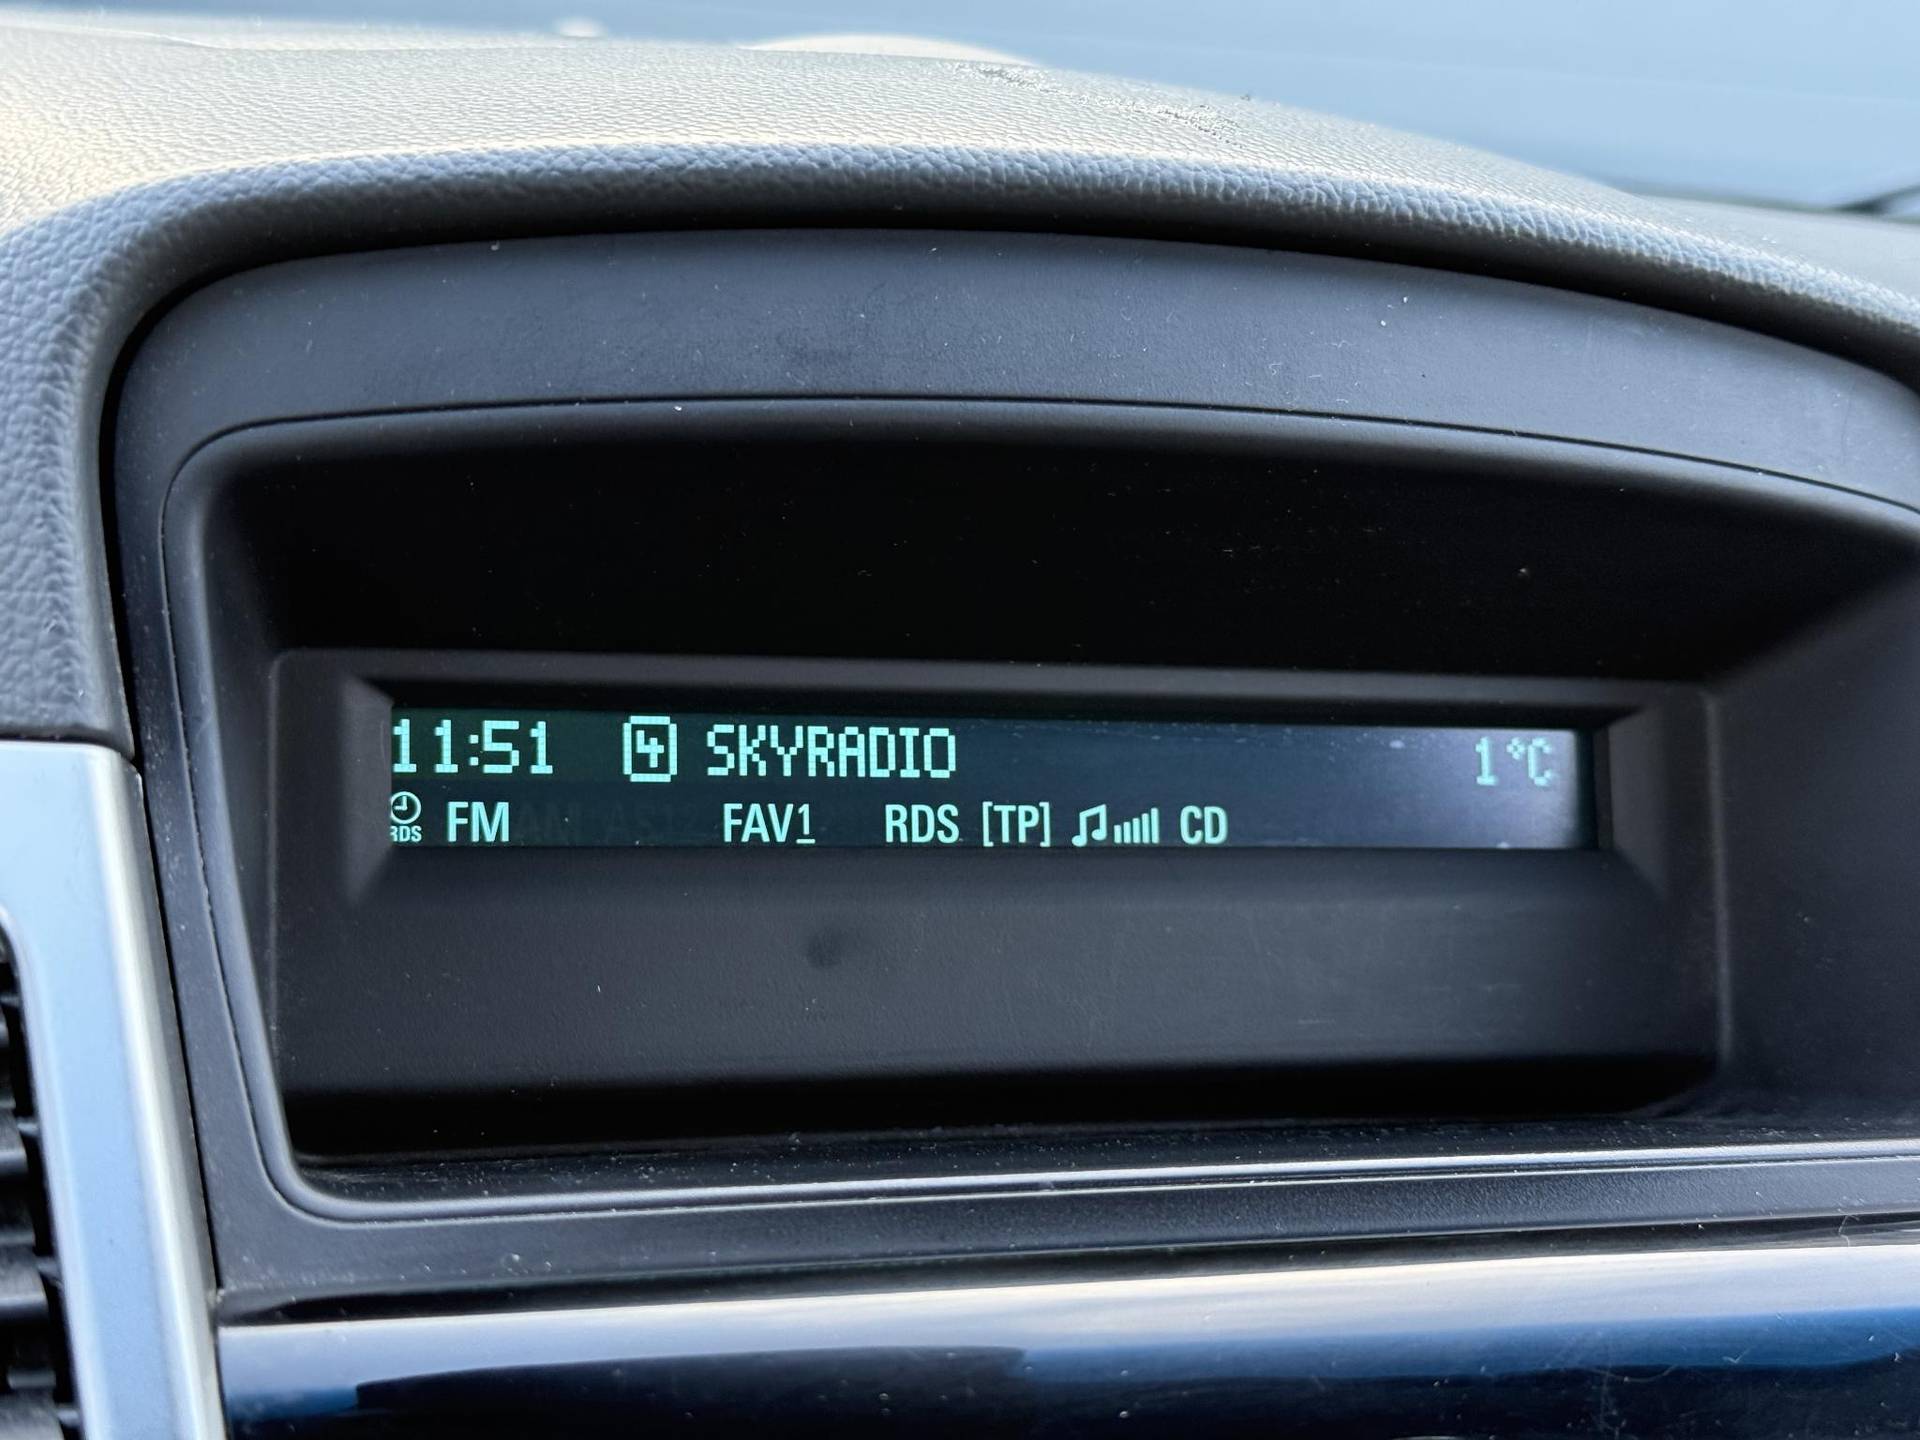 11:51 4 SKYRADIO 1°C
RDS FM FAV1 RDS [TP] CD